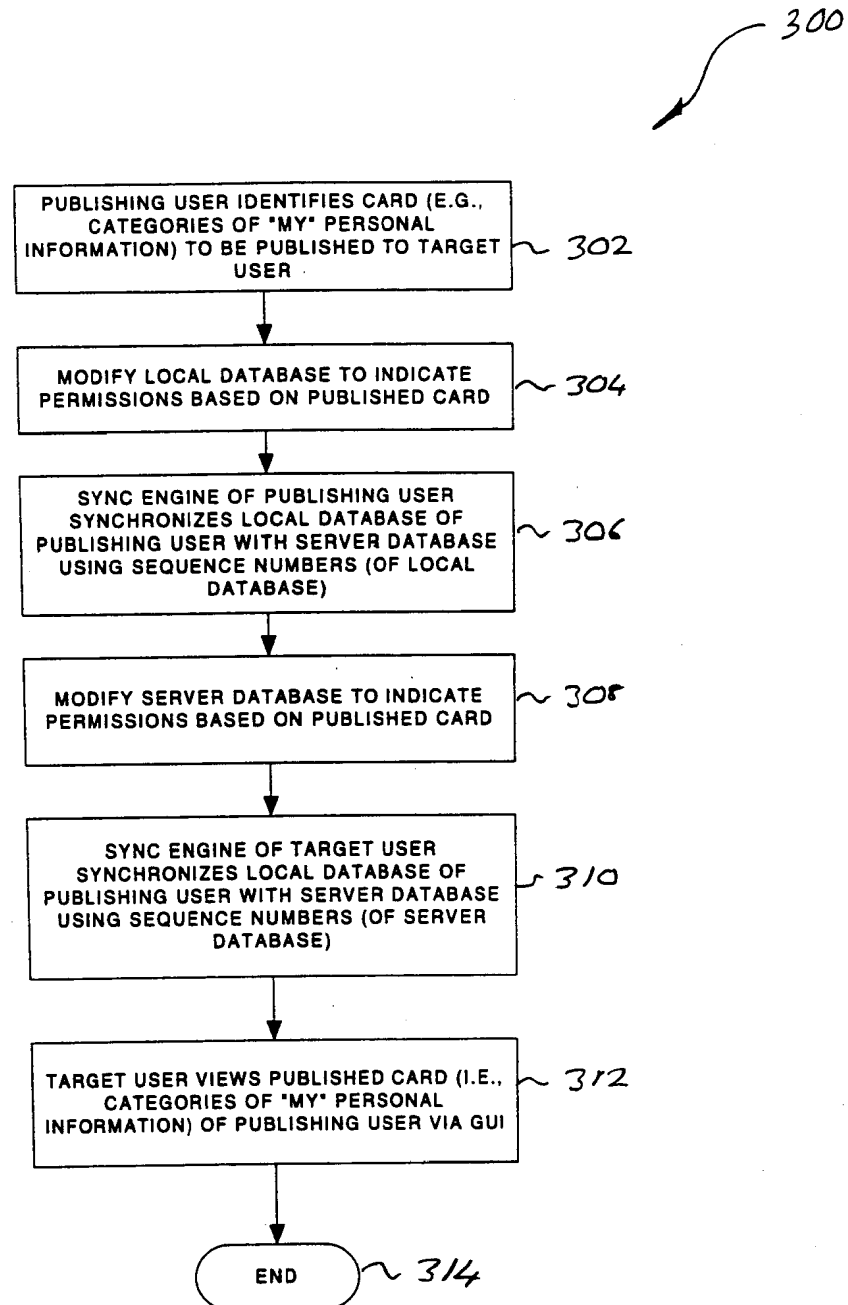 300
PUBLISHING USER IDENTIFIES CARD (E.G.,
CATEGORIES OF "MY" PERSONAL
INFORMATION) TO BE PUBLISHED TO TARGET
USER
302
MODIFY LOCAL DATABASE TO INDICATE
PERMISSIONS BASED ON PUBLISHED CARD
304
SYNC ENGINE OF PUBLISHING USER
SYNCHRONIZES LOCAL DATABASE OF
PUBLISHING USER WITH SERVER DATABASE
USING SEQUENCE NUMBERS (OF LOCAL
DATABASE)
306
MODIFY SERVER DATABASE TO INDICATE
PERMISSIONS BASED ON PUBLISHED CARD
308
SYNC ENGINE OF TARGET USER
SYNCHRONIZES LOCAL DATABASE OF
PUBLISHING USER WITH SERVER DATABASE
USING SEQUENCE NUMBERS (OF SERVER
DATABASE)
310
TARGET USER VIEWS PUBLISHED CARD (I.E.,
CATEGORIES OF "MY" PERSONAL
INFORMATION) OF PUBLISHING USER VIA GUI
312
END
314